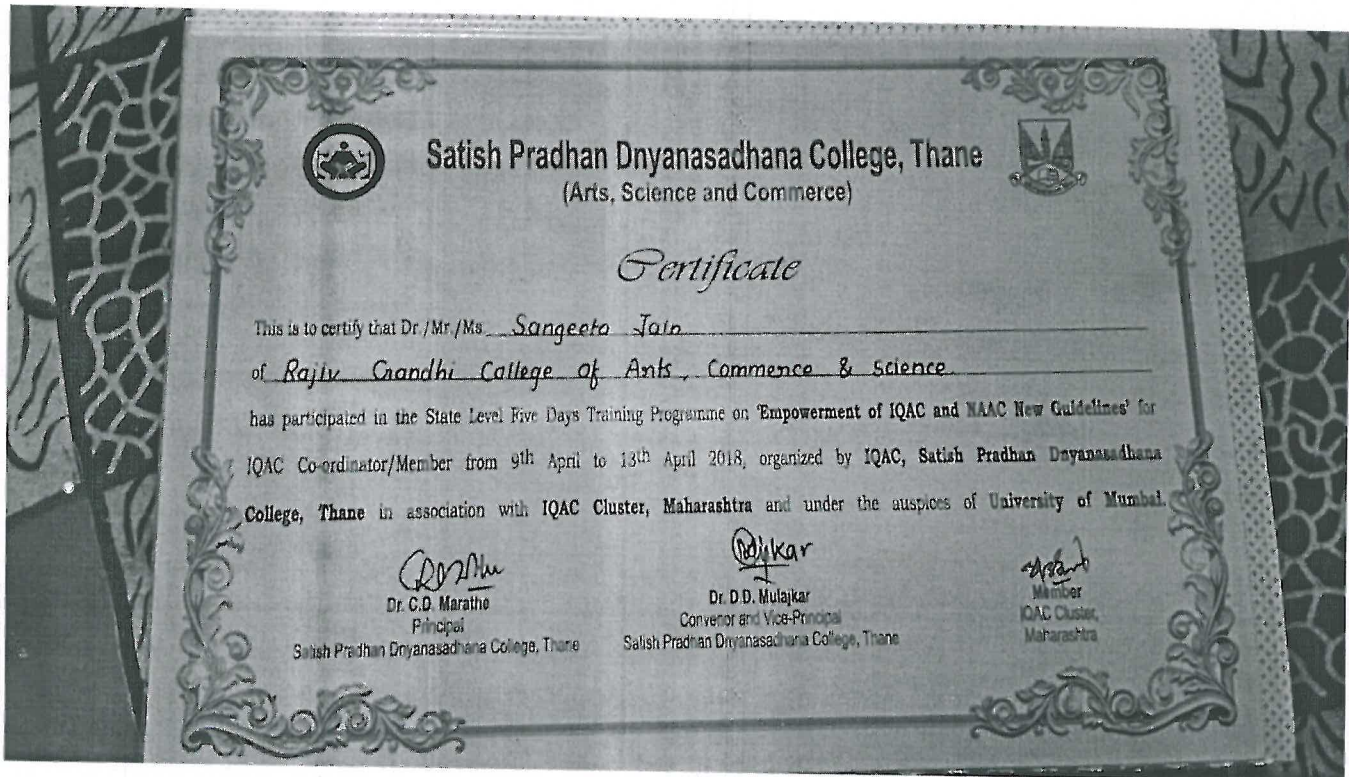 Satish Pradhan Dnyanasadhana College, Thane
(Arts, Science and Commerce)
Certificate
This is to certify that Dr./Mr./Ms. Sangeeta Jain
of Rajiv Gandhi College of Arts, Commerce & Science
has participated in the State Level Five Days Training Programme on 'Empowerment of IQAC and NAAC New Guidelines' for
IQAC Co-ordinator/Member from 9th April to 13th April 2018, organized by IQAC, Satish Pradhan Dnyanasadhana
College, Thane in association with IQAC Cluster, Maharashtra and under the auspices of University of Mumbai.
Dr. C.D. Marathe
Principal
Satish Pradhan Dnyanasadhana College, Thane
Dr. D.D. Mulajkar
Convenor and Vice-Principal
Satish Pradhan Dnyanasadhana College, Thane
Member
IQAC Cluster,
Maharashtra